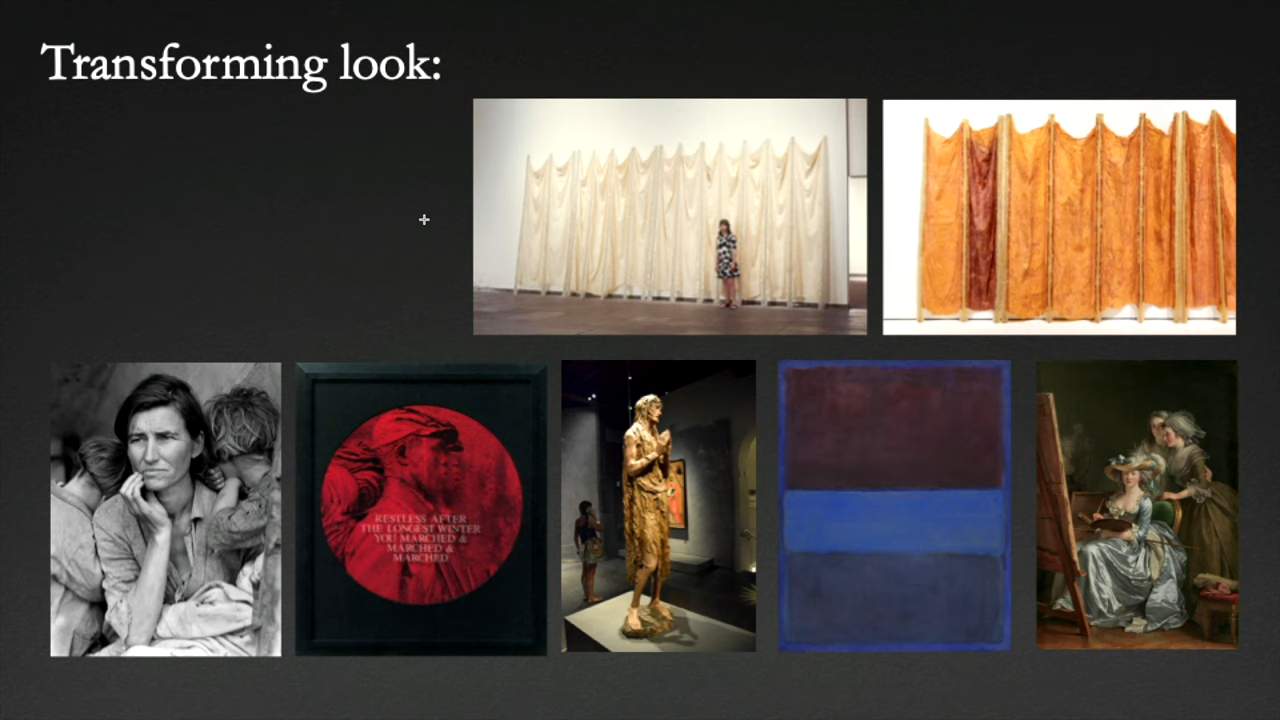 Transforming look:
RESTLESS AFTER
THE LONGEST WINTER
YOU MARCHED &
MARCHED &
MARCHED